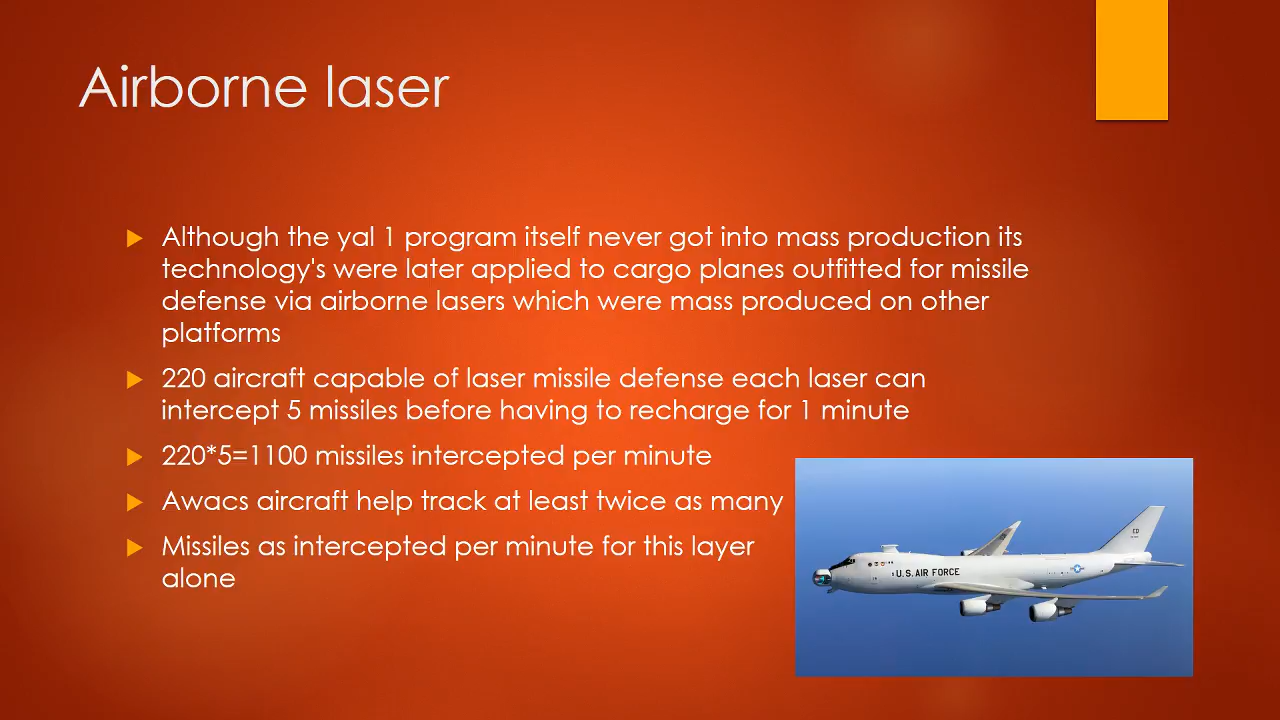 Airborne laser
Although the yal 1 program itself never got into mass production its
technology's were later applied to cargo planes outfitted for missile
defense via airborne lasers which were mass produced on other
platforms
220 aircraft capable of laser missile defense each laser can
intercept 5 missiles before having to recharge for 1 minute
220*5=1100 missiles intercepted per minute
Awacs aircraft help track at least twice as many
Missiles as intercepted per minute for this layer
alone
U.S. AIR FORCE